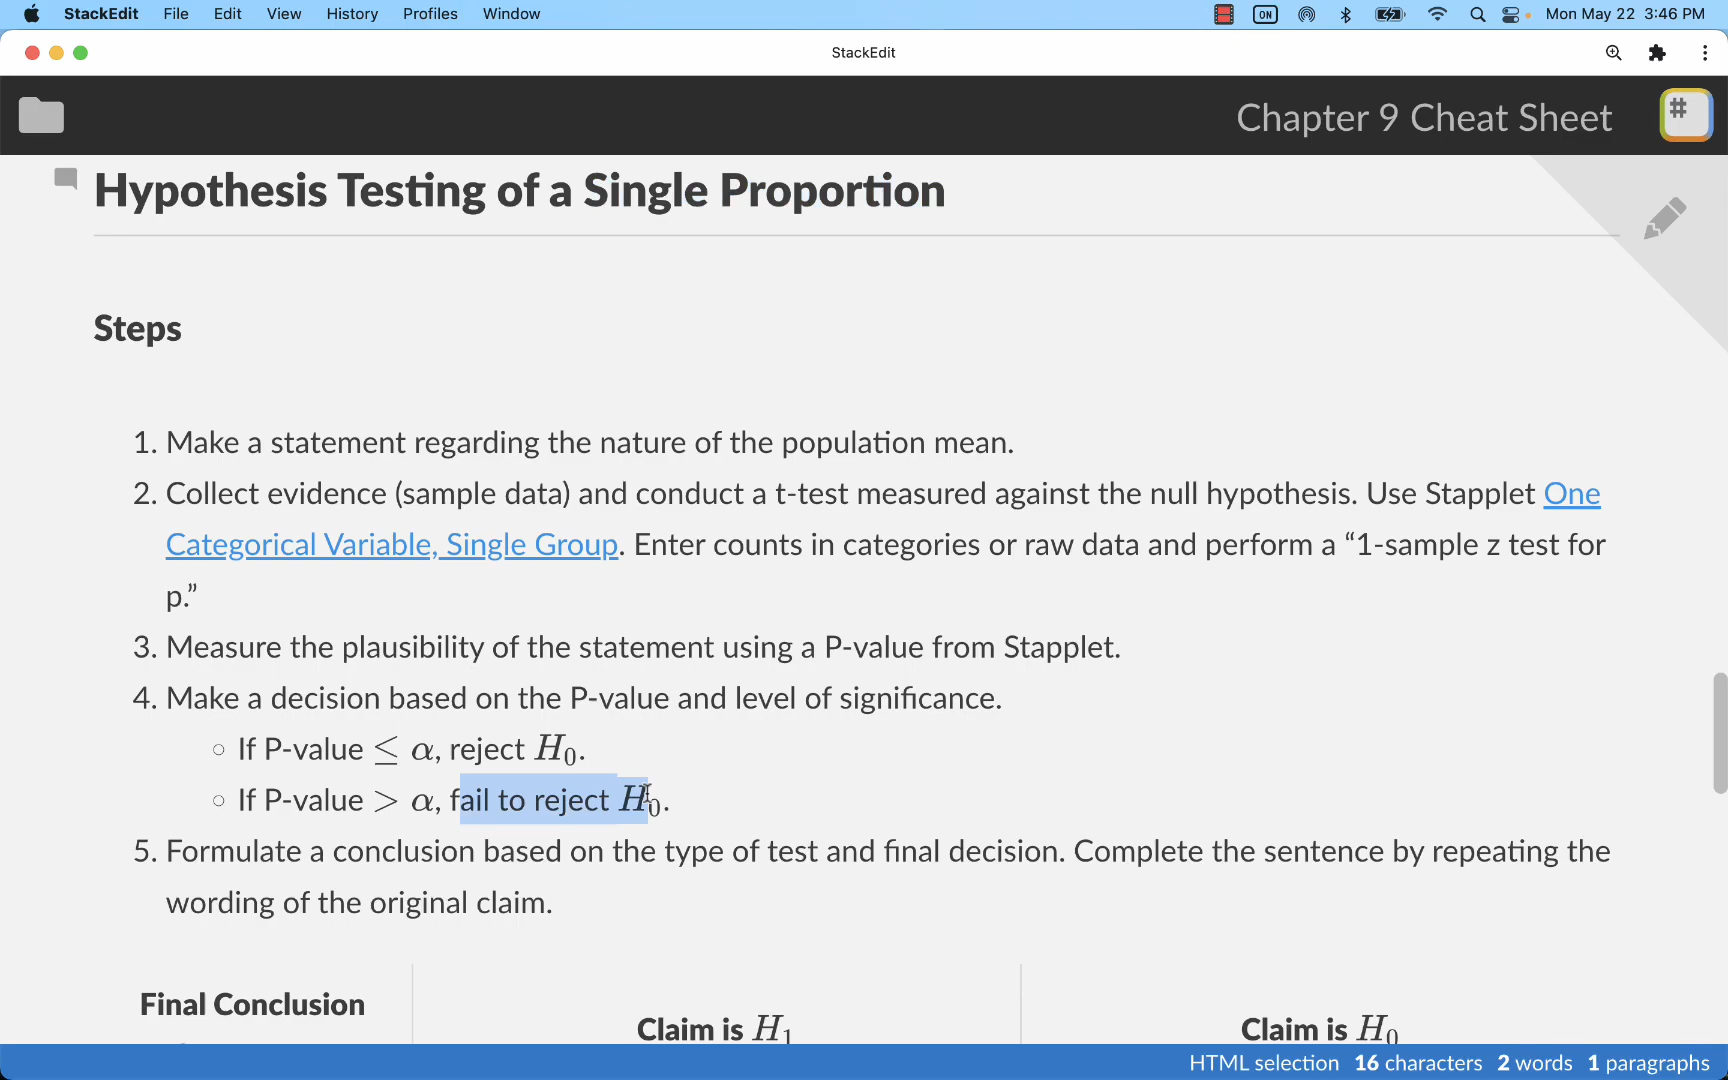 StackEdit File Edit View History Profiles Window ON Mon May 22 3:46 PM
StackEdit
Chapter 9 Cheat Sheet #
Hypothesis Testing of a Single Proportion
Steps
1. Make a statement regarding the nature of the population mean.
2. Collect evidence (sample data) and conduct a t-test measured against the null hypothesis. Use Stapplet One
Categorical Variable, Single Group. Enter counts in categories or raw data and perform a “1-sample z test for
p.”
3. Measure the plausibility of the statement using a P-value from Stapplet.
4. Make a decision based on the P-value and level of significance.
○ If P-value ≤ α, reject H₀.
○ If P-value > α, fail to reject H₀.
5. Formulate a conclusion based on the type of test and final decision. Complete the sentence by repeating the
wording of the original claim.
Final Conclusion
Claim is H₁ Claim is H₀
HTML selection 16 characters 2 words 1 paragraphs